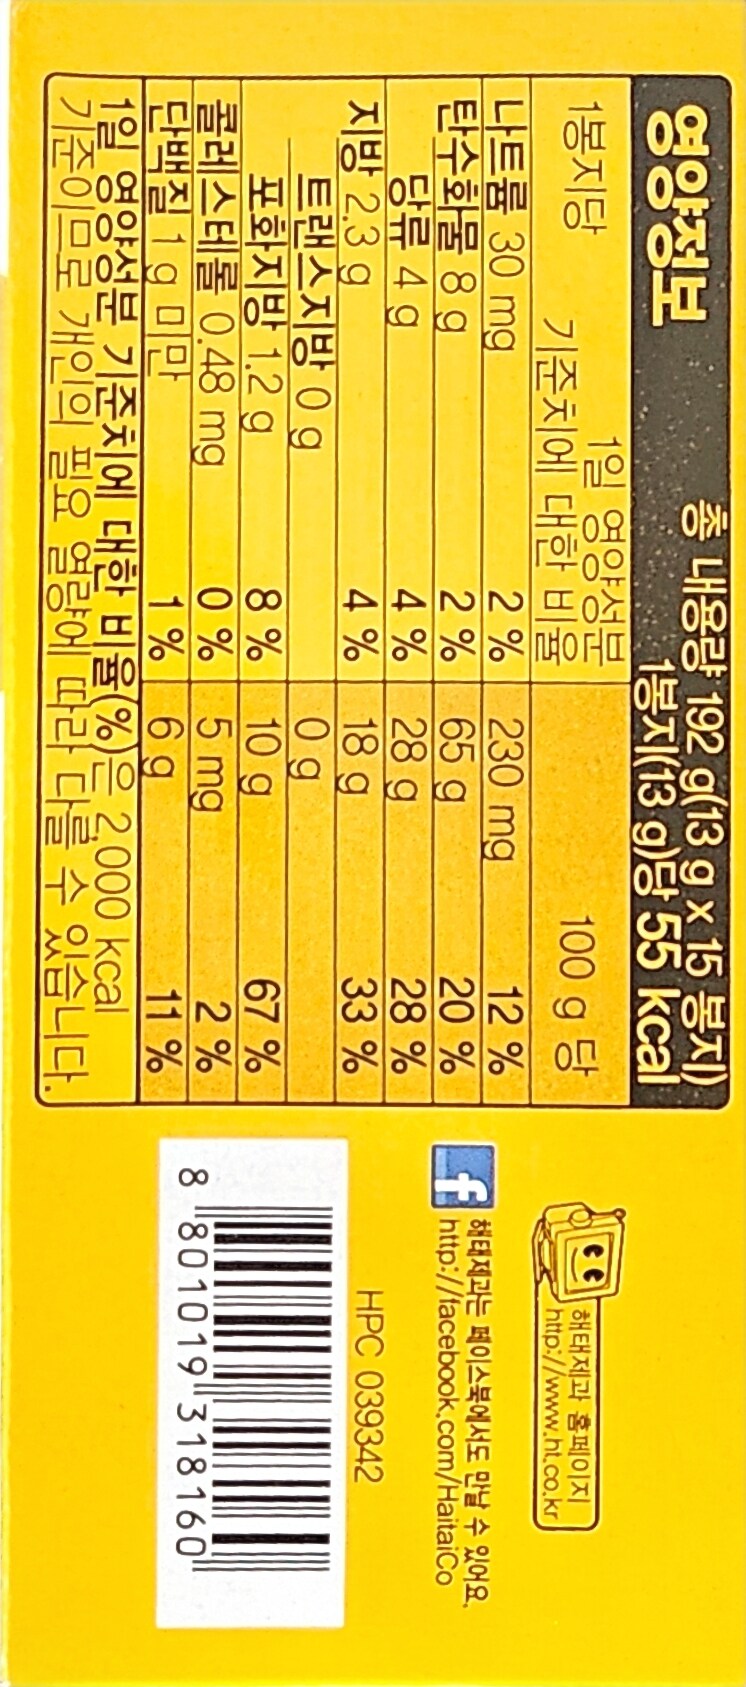 영양정보
총 내용량 192 g(13 g x 15 봉지)
1봉지(13 g)당 55 kcal
1봉지당 1일 영양성분 기준치에 대한 비율 100 g 당
나트륨 30 mg 2 % 230 mg 12 %
탄수화물 8 g 2 % 65 g 20 %
당류 4 g 4 % 28 g 28 %
지방 2.3 g 4 % 18 g 33 %
트랜스지방 0 g 0 g
포화지방 1.2 g 8 % 10 g 67 %
콜레스테롤 0.48 mg 0 % 5 mg 2 %
단백질 1 g 미만 1 % 6 g 11 %
1일 영양성분 기준치에 대한 비율(%)은 2,000 kcal
기준이므로 개인의 필요 열량에 따라 다를 수 있습니다.
해태제과 홈페이지
http://www.ht.co.kr
f
해태제과는 페이스북에서도 만날 수 있어요.
http://facebook.com/HaitaiCo
HPC 039342
8 801019 318160